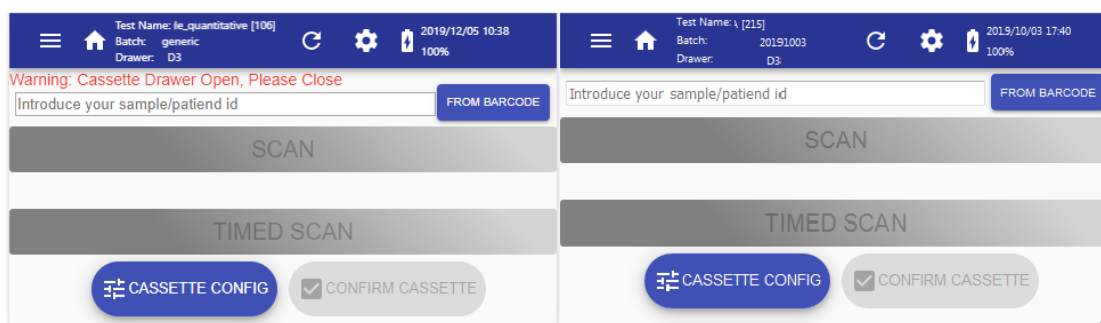 Test Name: le_quantitative [106]
Batch: generic
Drawer: D3
2019/12/05 10:38
100%
Warning: Cassette Drawer Open, Please Close
Introduce your sample/patiend id
FROM BARCODE
SCAN
TIMED SCAN
CASSETTE CONFIG
CONFIRM CASSETTE
Test Name: \ [215]
Batch: 20191003
Drawer: D3:
2019/10/03 17:40
100%
Introduce your sample/patiend id
FROM BARCODE
SCAN
TIMED SCAN
CASSETTE CONFIG
CONFIRM CASSETTE